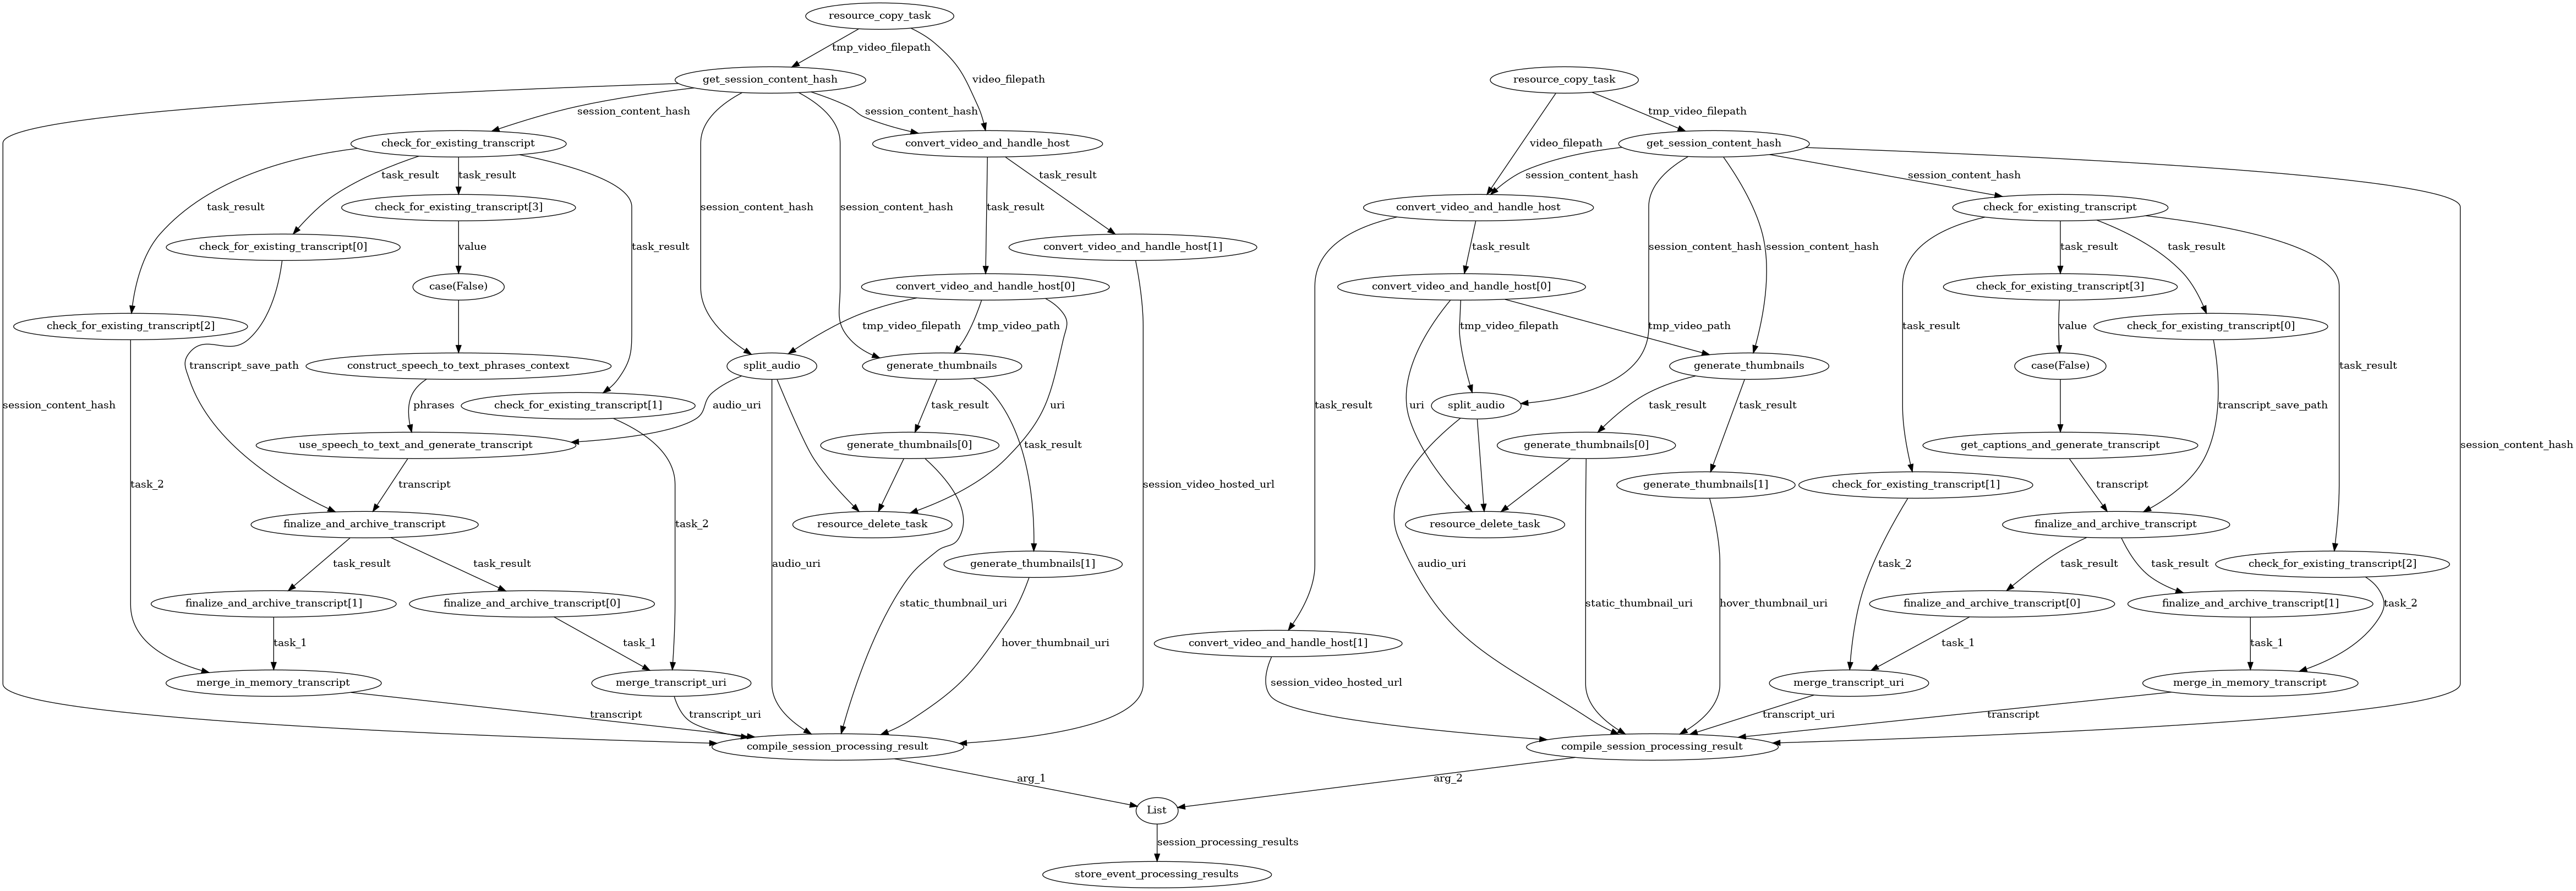 resource_copy_task
tmp_video_filepath
get_session_content_hash
video_filepath
resource_copy_task
session_content_hash
session_content_hash
tmp_video_filepath
check_for_existing_transcript
convert_video_and_handle_host
video_filepath
get_session_content_hash
task_result
task_result
task_result
session_content_hash
session_content_hash
task_result
check_for_existing_transcript[3]
session_content_hash
session_content_hash
task_result
convert_video_and_handle_host
check_for_existing_transcript
check_for_existing_transcript[0]
value
task_result
convert_video_and_handle_host[1]
task_result
session_content_hash
session_content_hash
task_result
task_result
case(False)
convert_video_and_handle_host[0]
convert_video_and_handle_host[0]
check_for_existing_transcript[3]
check_for_existing_transcript[2]
tmp_video_filepath
tmp_video_path
tmp_video_filepath
tmp_video_path
task_result
value
check_for_existing_transcript[0]
transcript_save_path
construct_speech_to_text_phrases_context
split_audio
generate_thumbnails
generate_thumbnails
case(False)
task_result
session_content_hash
phrases
check_for_existing_transcript[1]
audio_uri
task_result
uri
task_result
uri
split_audio
task_result
task_result
transcript_save_path
use_speech_to_text_and_generate_transcript
generate_thumbnails[0]
task_result
generate_thumbnails[0]
get_captions_and_generate_transcript
session_content_hash
task_2
transcript
session_video_hosted_url
generate_thumbnails[1]
check_for_existing_transcript[1]
transcript
finalize_and_archive_transcript
task_2
resource_delete_task
resource_delete_task
finalize_and_archive_transcript
task_result
task_result
audio_uri
generate_thumbnails[1]
audio_uri
task_2
task_result
task_result
check_for_existing_transcript[2]
finalize_and_archive_transcript[1]
finalize_and_archive_transcript[0]
static_thumbnail_uri
static_thumbnail_uri
hover_thumbnail_uri
finalize_and_archive_transcript[0]
finalize_and_archive_transcript[1]
task_2
task_1
task_1
hover_thumbnail_uri
convert_video_and_handle_host[1]
task_1
task_1
merge_in_memory_transcript
merge_transcript_uri
session_video_hosted_url
merge_transcript_uri
merge_in_memory_transcript
transcript
transcript_uri
transcript_uri
transcript
compile_session_processing_result
compile_session_processing_result
arg_1
arg_2
List
session_processing_results
store_event_processing_results